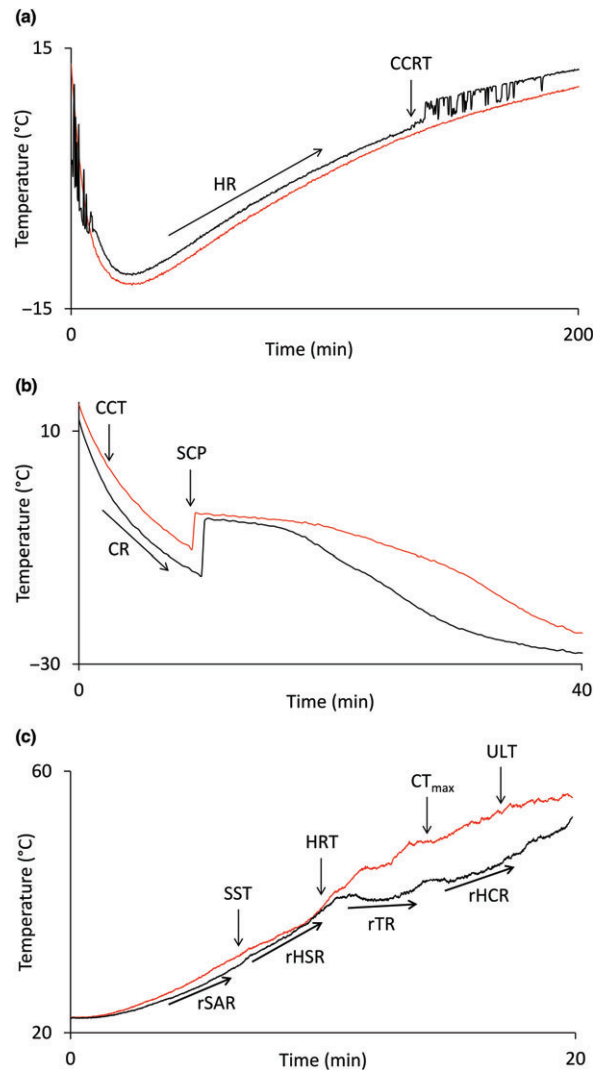 (a)
15
CCRT
HR
Temperature (°C)
−15
0
200
Time (min)
(b)
CCT
10
SCP
CR
Temperature (°C)
−30
0
40
Time (min)
(c)
60
ULT
CTmax
HRT
SST
rHCR
rTR
rHSR
rSAR
Temperature (°C)
20
0
20
Time (min)